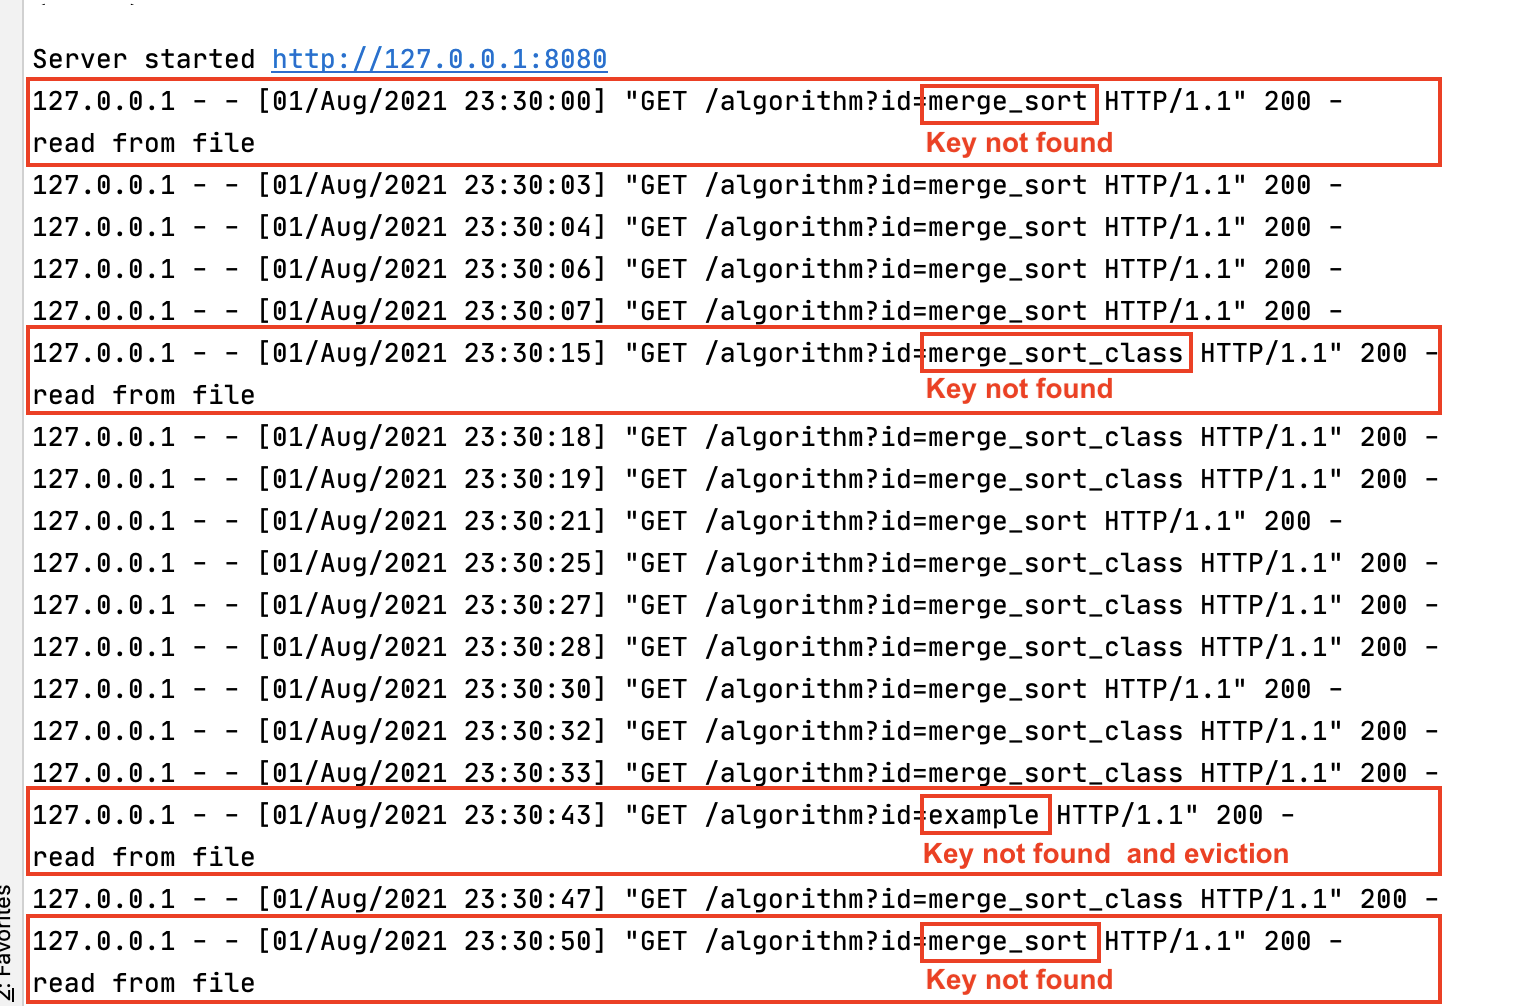 Server started http://127.0.0.1:8080
127.0.0.1 - - [01/Aug/2021 23:30:00] "GET /algorithm?id=merge_sort HTTP/1.1" 200 -
read from file
Key not found
127.0.0.1 - - [01/Aug/2021 23:30:03] "GET /algorithm?id=merge_sort HTTP/1.1" 200 -
127.0.0.1 - - [01/Aug/2021 23:30:04] "GET /algorithm?id=merge_sort HTTP/1.1" 200 -
127.0.0.1 - - [01/Aug/2021 23:30:06] "GET /algorithm?id=merge_sort HTTP/1.1" 200 -
127.0.0.1 - - [01/Aug/2021 23:30:07] "GET /algorithm?id=merge_sort HTTP/1.1" 200 -
127.0.0.1 - - [01/Aug/2021 23:30:15] "GET /algorithm?id=merge_sort_class HTTP/1.1" 200 -
read from file
Key not found
127.0.0.1 - - [01/Aug/2021 23:30:18] "GET /algorithm?id=merge_sort_class HTTP/1.1" 200 -
127.0.0.1 - - [01/Aug/2021 23:30:19] "GET /algorithm?id=merge_sort_class HTTP/1.1" 200 -
127.0.0.1 - - [01/Aug/2021 23:30:21] "GET /algorithm?id=merge_sort HTTP/1.1" 200 -
127.0.0.1 - - [01/Aug/2021 23:30:25] "GET /algorithm?id=merge_sort_class HTTP/1.1" 200 -
127.0.0.1 - - [01/Aug/2021 23:30:27] "GET /algorithm?id=merge_sort_class HTTP/1.1" 200 -
127.0.0.1 - - [01/Aug/2021 23:30:28] "GET /algorithm?id=merge_sort_class HTTP/1.1" 200 -
127.0.0.1 - - [01/Aug/2021 23:30:30] "GET /algorithm?id=merge_sort HTTP/1.1" 200 -
127.0.0.1 - - [01/Aug/2021 23:30:32] "GET /algorithm?id=merge_sort_class HTTP/1.1" 200 -
127.0.0.1 - - [01/Aug/2021 23:30:33] "GET /algorithm?id=merge_sort_class HTTP/1.1" 200 -
127.0.0.1 - - [01/Aug/2021 23:30:43] "GET /algorithm?id=example HTTP/1.1" 200 -
read from file
Key not found  and eviction
127.0.0.1 - - [01/Aug/2021 23:30:47] "GET /algorithm?id=merge_sort_class HTTP/1.1" 200 -
127.0.0.1 - - [01/Aug/2021 23:30:50] "GET /algorithm?id=merge_sort HTTP/1.1" 200 -
read from file
Key not found
2: Favorites